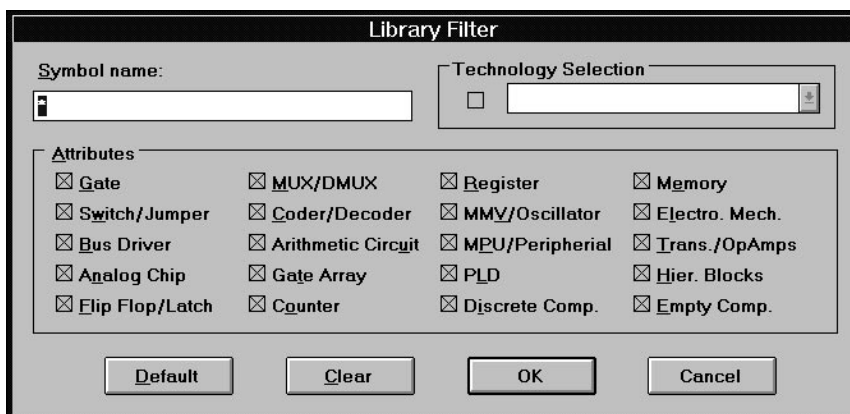 Library Filter
Symbol name:
Technology Selection
*
Attributes
Gate MUX/DMUX Register Memory
Switch/Jumper Coder/Decoder MMV/Oscillator Electro. Mech.
Bus Driver Arithmetic Circuit MPU/Peripherial Trans./OpAmps
Analog Chip Gate Array PLD Hier. Blocks
Flip Flop/Latch Counter Discrete Comp. Empty Comp.
Default Clear OK Cancel